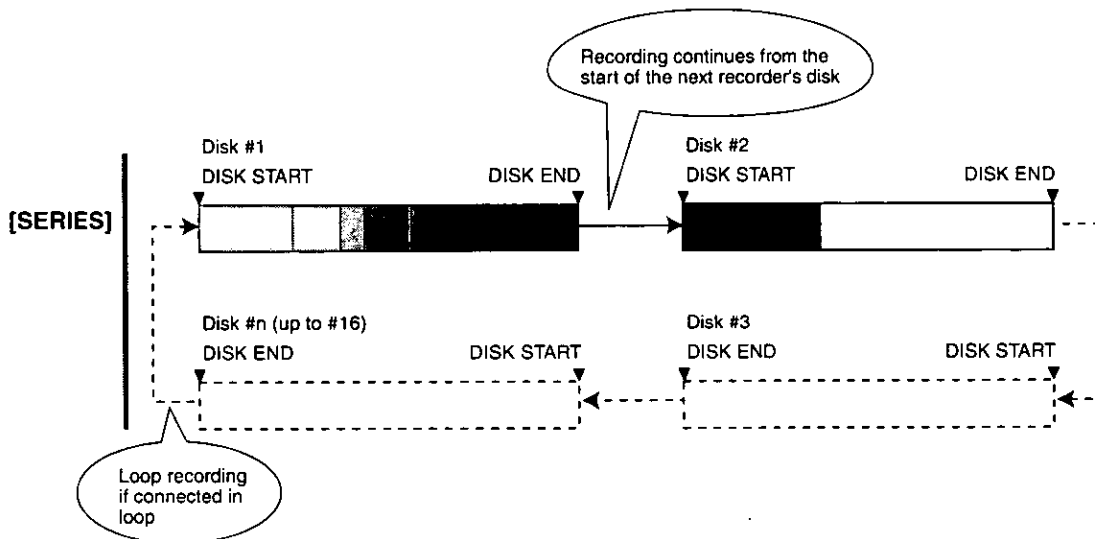 Recording continues from the
start of the next recorder's disk
Disk #1
DISK START
DISK END
Disk #2
DISK START
DISK END
[SERIES]
Disk #n (up to #16)
DISK END
DISK START
Disk #3
DISK END
DISK START
Loop recording
if connected in
loop